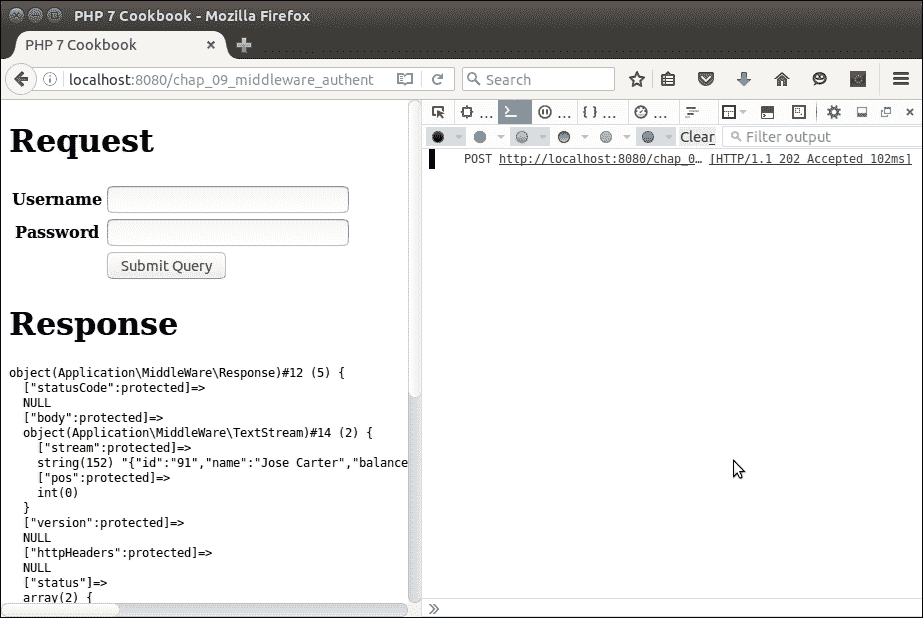 PHP 7 Cookbook - Mozilla Firefox
PHP 7 Cookbook
localhost:8080/chap_09_middleware_authent
Search
Clear
Filter output
POST http://localhost:8080/chap_0… [HTTP/1.1 202 Accepted 102ms]
Request
Username
Password
Submit Query
Response
object(Application\MiddleWare\Response)#12 (5) {
["statusCode":protected]=>
NULL
["body":protected]=>
object(Application\MiddleWare\TextStream)#14 (2) {
["stream":protected]=>
string(152) "{"id":"91","name":"Jose Carter","balance
["pos":protected]=>
int(0)
}
["version":protected]=>
NULL
["httpHeaders":protected]=>
NULL
["status"]=>
array(2) {